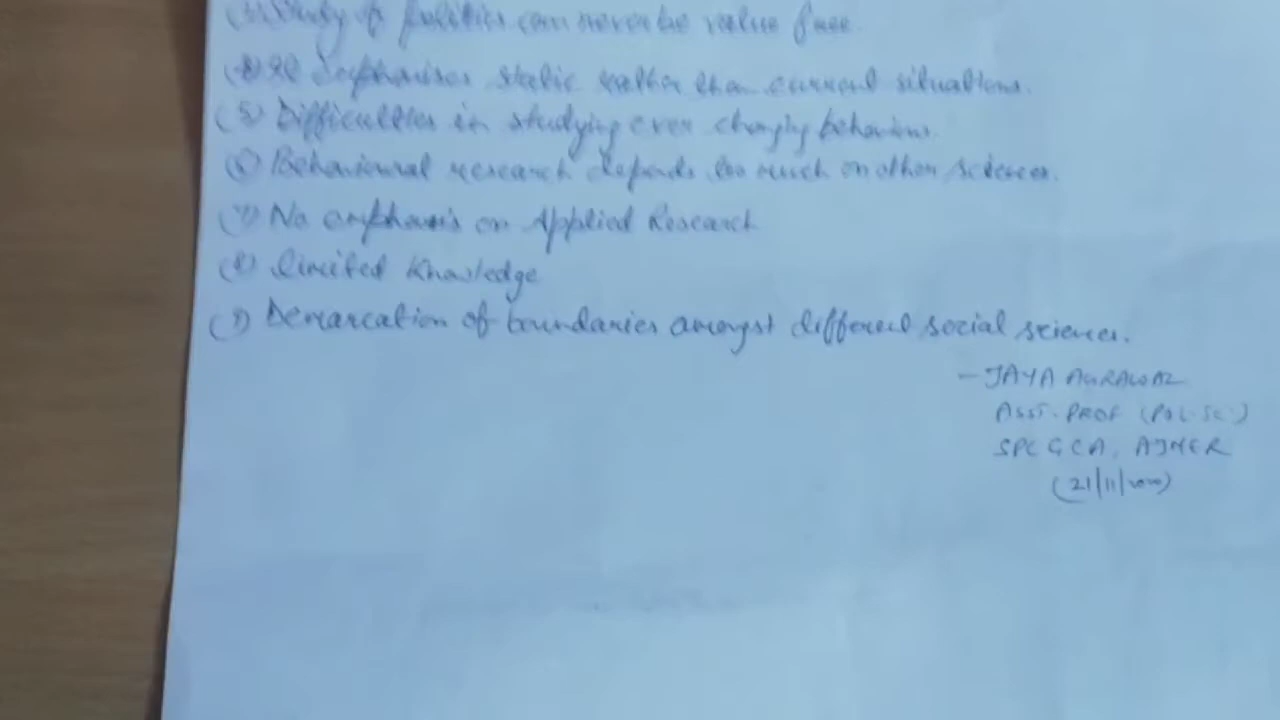 (3) Study of politics can never be value free.
(4) It Emphasises static rather than current situations.
(5) Difficulties in studying ever changing behaviour.
(6) Behavioural research depends too much on other sciences.
(7) No emphasis on Applied Research
(8) limited Knowledge
(9) Demarcation of boundaries amongst different social sciences.
- JAYA AGRAWAL
ASST. PROF (POL. SC.)
SPC GCA, AJMER
(21/11/2020)